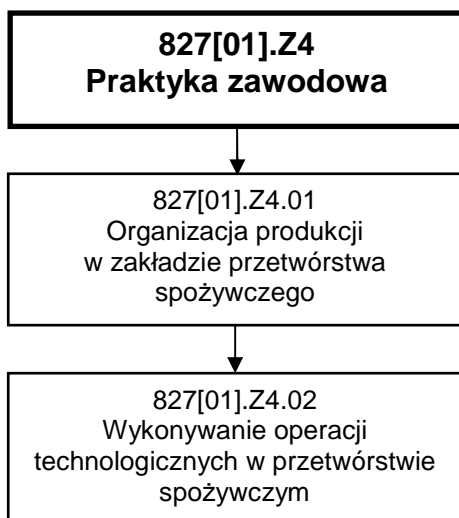 827[01].Z4
Praktyka zawodowa
827[01].Z4.01
Organizacja produkcji
w zakładzie przetwórstwa
spożywczego
827[01].Z4.02
Wykonywanie operacji
technologicznych w przetwórstwie
spożywczym